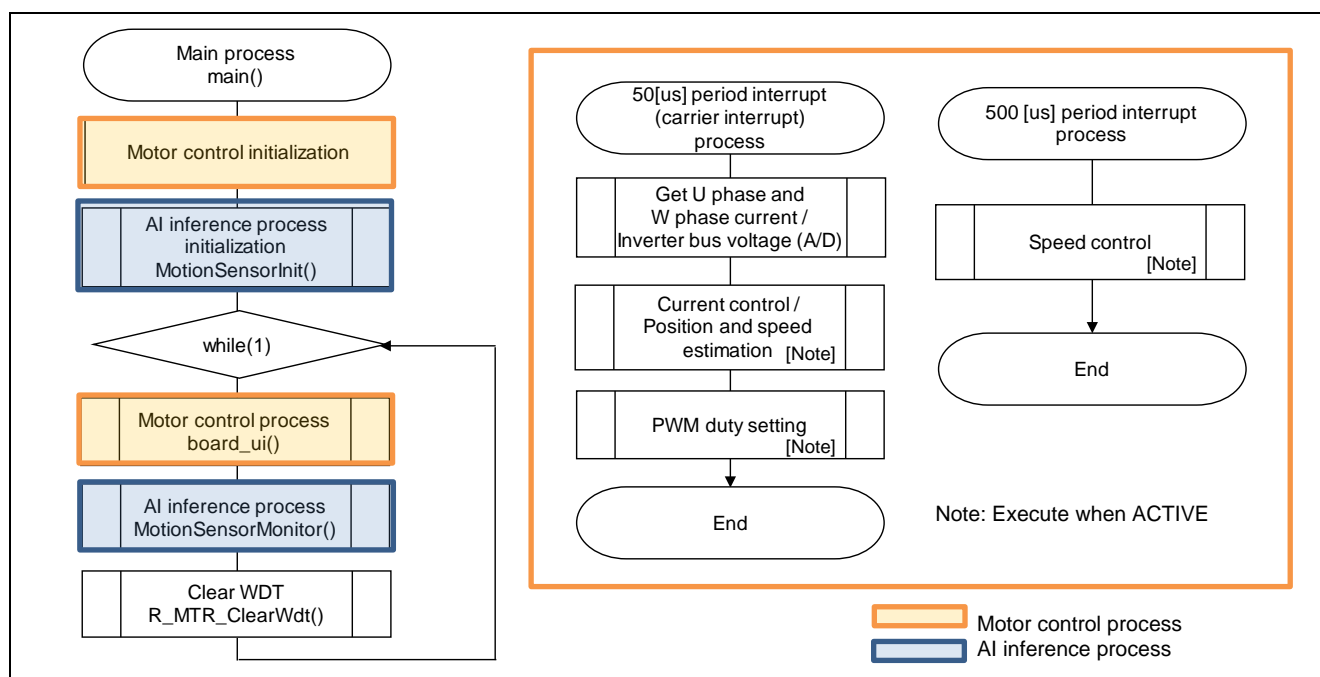 Main process
main()
Motor control initialization
AI inference process
initialization
MotionSensorInit()
while(1)
Motor control process
board_ui()
AI inference process
MotionSensorMonitor()
Clear WDT
R_MTR_ClearWdt()
50[us] period interrupt
(carrier interrupt)
process
Get U phase and
W phase current /
Inverter bus voltage (A/D)
Current control /
Position and speed
estimation
[Note]
PWM duty setting
[Note]
End
500 [us] period interrupt
process
Speed control
[Note]
End
Note: Execute when ACTIVE
Motor control process
AI inference process